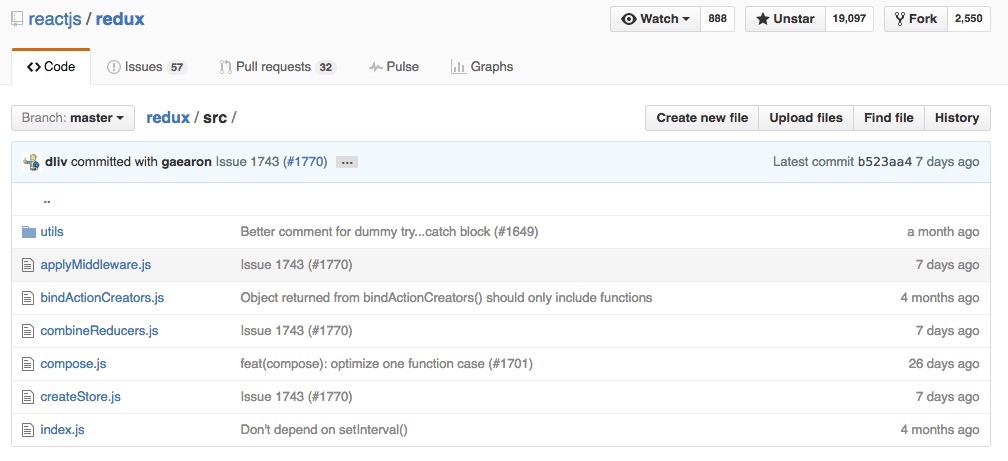 reactjs / redux
Watch 888 Unstar 19,097 Fork 2,550
Code Issues 57 Pull requests 32 Pulse Graphs
Branch: master redux / src / Create new file Upload files Find file History
dliv committed with gaearon Issue 1743 (#1770) ... Latest commit b523aa4 7 days ago
..
utils Better comment for dummy try...catch block (#1649) a month ago
applyMiddleware.js Issue 1743 (#1770) 7 days ago
bindActionCreators.js Object returned from bindActionCreators() should only include functions 4 months ago
combineReducers.js Issue 1743 (#1770) 7 days ago
compose.js feat(compose): optimize one function case (#1701) 26 days ago
createStore.js Issue 1743 (#1770) 7 days ago
index.js Don't depend on setInterval() 4 months ago